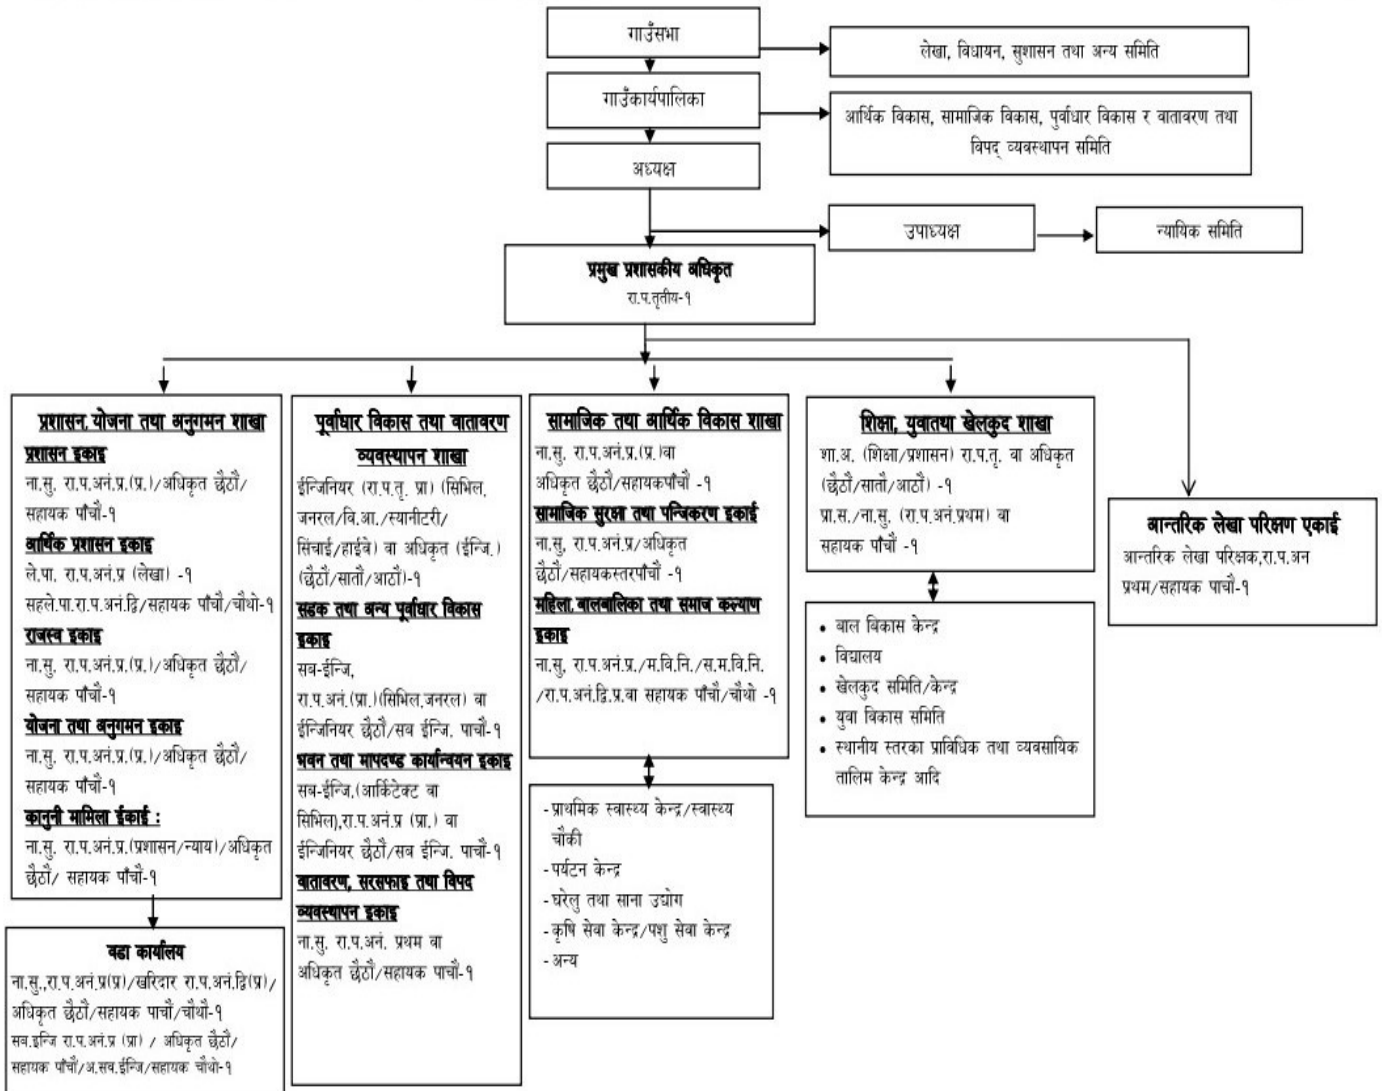 गाउँसभा
लेखा, विधायन, सुशासन तथा अन्य समिति
गाउँकार्यपालिका
आर्थिक विकास, सामाजिक विकास, पुर्वाधार विकास र वातावरण तथा
विपद् व्यवस्थापन समिति
अध्यक्ष
उपाध्यक्ष
न्यायिक समिति
प्रमुख प्रशासकीय अधिकृत
रा.प.तृतीय-१
प्रशासन, योजना तथा अनुगमन शाखा
प्रशासन इकाइ
ना.सु. रा.प.अनं.प्र.(प्र.)/अधिकृत छैठौं/
सहायक पाँचौं-१
आर्थिक प्रशासन इकाइ
ले.पा. रा.प.अनं.प्र (लेखा) -१
सहले.पा.रा.प.अनं.द्वि/सहायक पाँचौ/चौथो-१
राजस्व इकाइ
ना.सु. रा.प.अनं.प्र.(प्र.)/अधिकृत छैठौं/
सहायक पाँचौं-१
योजना तथा अनुगमन इकाइ
ना.सु. रा.प.अनं.प्र.(प्र.)/अधिकृत छैठौं/
सहायक पाँचौं-१
कानुनी मामिला ईकाई :
ना.सु. रा.प.अनं.प्र.(प्रशासन/न्याय)/अधिकृत
छैठौं/ सहायक पाँचौं-१
वडा कार्यालय
ना.सु.,रा.प.अनं.प्र(प्र)/खरिदार रा.प.अनं.द्वि(प्र)/
अधिकृत छैठौं/सहायक पाचौं/चौथौ-१
सब.इन्जि रा.प.अनं.प्र (प्रा) / अधिकृत छैठौं/
सहायक पाँचौं/अ.सव.ईन्जि/सहायक चौथो-१
पूर्वाधार विकास तथा वातावरण
व्यवस्थापन शाखा
ईन्जिनियर (रा.प.तृ. प्रा) (सिभिल,
जनरल/वि.आ./स्यानीटरी/
सिंचाई/हाईवे) वा अधिकृत (ईन्जि.)
(छैठौं/सातौं/आठौं)-१
सडक तथा अन्य पूर्वाधार विकास
इकाइ
सब-ईन्जि,
रा.प.अनं.(प्रा.)(सिभिल,जनरल) वा
ईन्जिनियर छैठौं/सब ईन्जि. पाचौं-१
भवन तथा मापदण्ड कार्यान्वयन इकाइ
सब-ईन्जि,(आर्किटेक्ट वा
सिभिल),रा.प.अनं.प्र (प्रा.) वा
ईन्जिनियर छैठौं/सब ईन्जि. पाचौं-१
वातावरण, सरसफाइ तथा विपद
व्यवस्थापन इकाइ
ना.सु. रा.प.अनं. प्रथम वा
अधिकृत छैठौं/सहायक पाचौं-१
सामाजिक तथा आर्थिक विकास शाखा
ना.सु. रा.प.अनं.प्र.(प्र.)वा
अधिकृत छैठौं/सहायकपाँचौं -१
सामाजिक सुरक्षा तथा पन्जिकरण इकाई
ना.सु. रा.प.अनं.प्र/अधिकृत
छैठौं/सहायकस्तरपाँचौं -१
महिला, बालबालिका तथा समाज कल्याण
इकाइ
ना.सु. रा.प.अनं.प्र./म.वि.नि./स.म.वि.नि.
/रा.प.अनं.द्वि.प्र.वा सहायक पाँचौं/चौथो -१
-प्राथमिक स्वास्थ्य केन्द्र/स्वास्थ्य
चौकी
-पर्यटन केन्द्र
-घरेलु तथा साना उद्योग
-कृषि सेवा केन्द्र/पशु सेवा केन्द्र
-अन्य
शिक्षा, युवातथा खेलकुद शाखा
शा.अ. (शिक्षा/प्रशासन) रा.प.तृ. वा अधिकृत
(छैठौं/सातौं/आठौं) -१
प्रा.स./ना.सु. (रा.प.अनं.प्रथम) वा
सहायक पाँचौं -१
• बाल बिकास केन्द्र
• विद्यालय
• खेलकुद समिति/केन्द्र
• युवा विकास समिति
• स्थानीय स्तरका प्राविधिक तथा व्यवसायिक
तालिम केन्द्र आदि
आन्तरिक लेखा परिक्षण एकाई
आन्तरिक लेखा परिक्षक,रा.प.अन
प्रथम/सहायक पाचौ-१